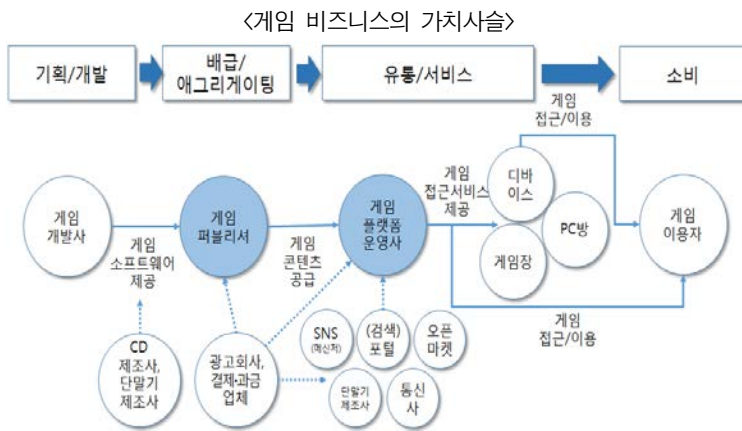 <게임 비즈니스의 가치사슬>
기획/개발
배급/
애그리게이팅
유통/서비스
소비
게임
접근/이용
게임
개발사
게임
소프트웨어
제공
게임
퍼블리셔
게임
콘텐츠
공급
게임
플랫폼
운영사
게임
접근서비스
제공
디바
이스
PC방
게임장
게임
이용자
게임
접근/이용
CD
제조사,
단말기
제조사
광고회사,
결제·과금
업체
SNS
(메신저)
(검색)
포털
오픈
마켓
단말기
제조사
통신
사